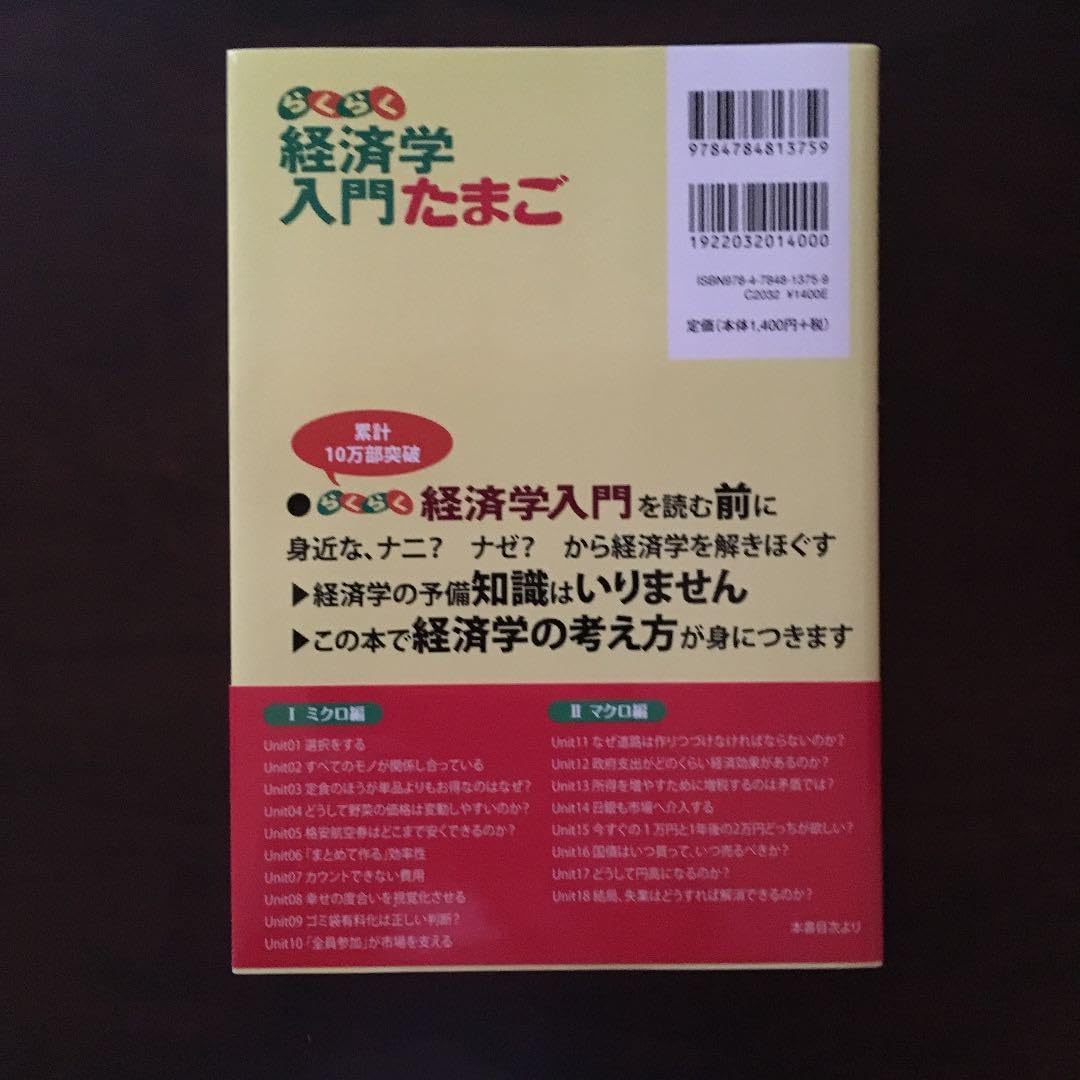 らくらく
経済学
入門たまご
9784784813759
1922032014000
ISBN978-4-7848-1375-9
C2032 ¥1400E
定価(本体1,400円+税)
累計
10万部突破
●らくらく経済学入門を読む前に
身近な、ナニ? ナゼ? から経済学を解きほぐす
▶経済学の予備知識はいりません
▶この本で経済学の考え方が身につきます
Ⅰ ミクロ編
Unit01 選択をする
Unit02 すべてのモノが関係し合っている
Unit03 定食のほうが単品よりもお得なのはなぜ?
Unit04 どうして野菜の価格は変動しやすいのか?
Unit05 格安航空券はどこまで安くできるのか?
Unit06「まとめて作る」効率性
Unit07 カウントできない費用
Unit08 幸せの度合いを視覚化させる
Unit09 ゴミ袋有料化は正しい判断?
Unit10「全員参加」が市場を支える
Ⅱ マクロ編
Unit11 なぜ道路は作りつづけなければならないのか?
Unit12 政府支出がどのくらい経済効果があるのか?
Unit13 所得を増やすために増税するのは矛盾では?
Unit14 日銀も市場へ介入する
Unit15 今すぐの1万円と1年後の2万円どっちが欲しい?
Unit16 国債はいつ買って、いつ売るべきか?
Unit17 どうして円高になるのか?
Unit18 結局、失業はどうすれば解消できるのか?
本書目次より